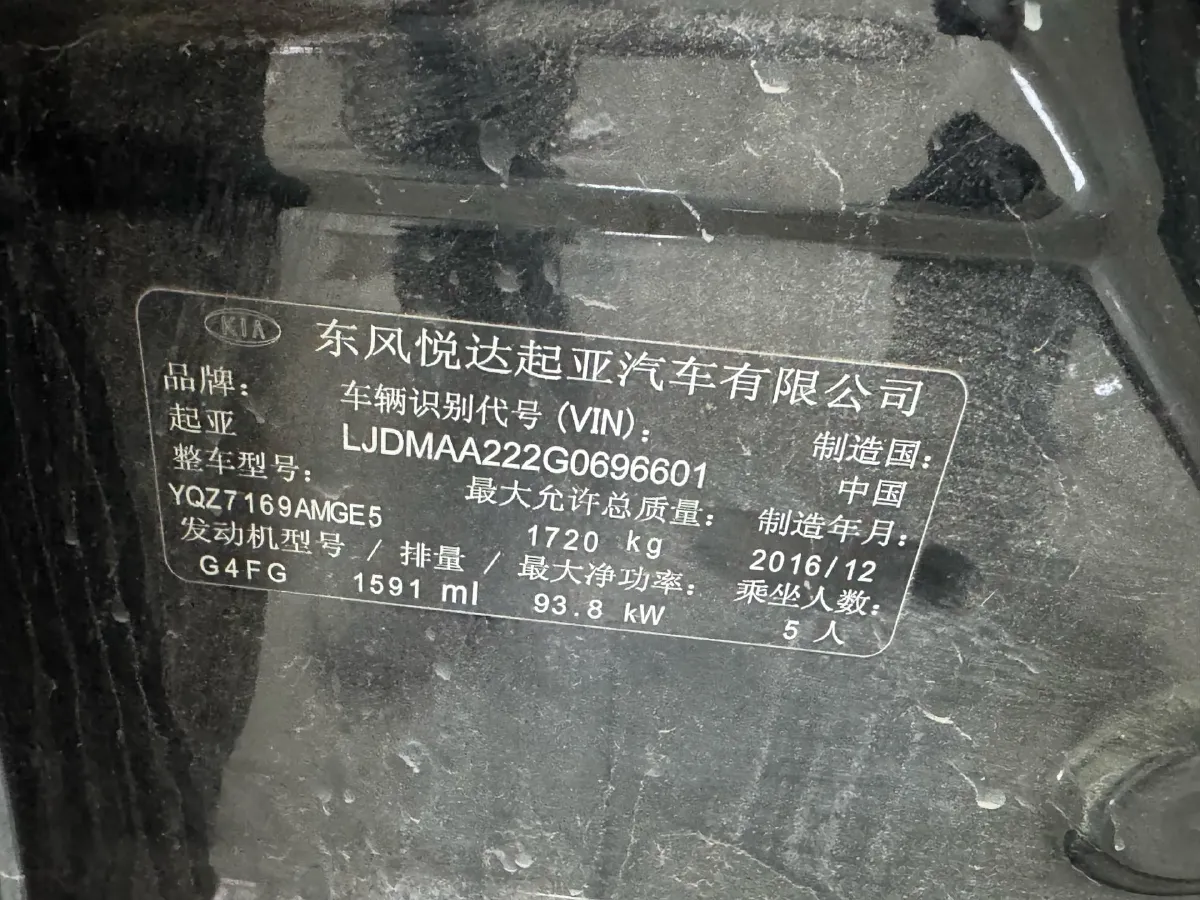 KIA 东风悦达起亚汽车有限公司
品牌： 车辆识别代号(VIN)： 制造国：
起亚 LJDMAA222G0696601 中国
整车型号： 最大允许总质量： 制造年月：
YQZ7169AMGE5 1720 kg 2016/12
发动机型号 / 排量 / 最大净功率： 乘坐人数：
G4FG 1591 ml 93.8 kW 5 人